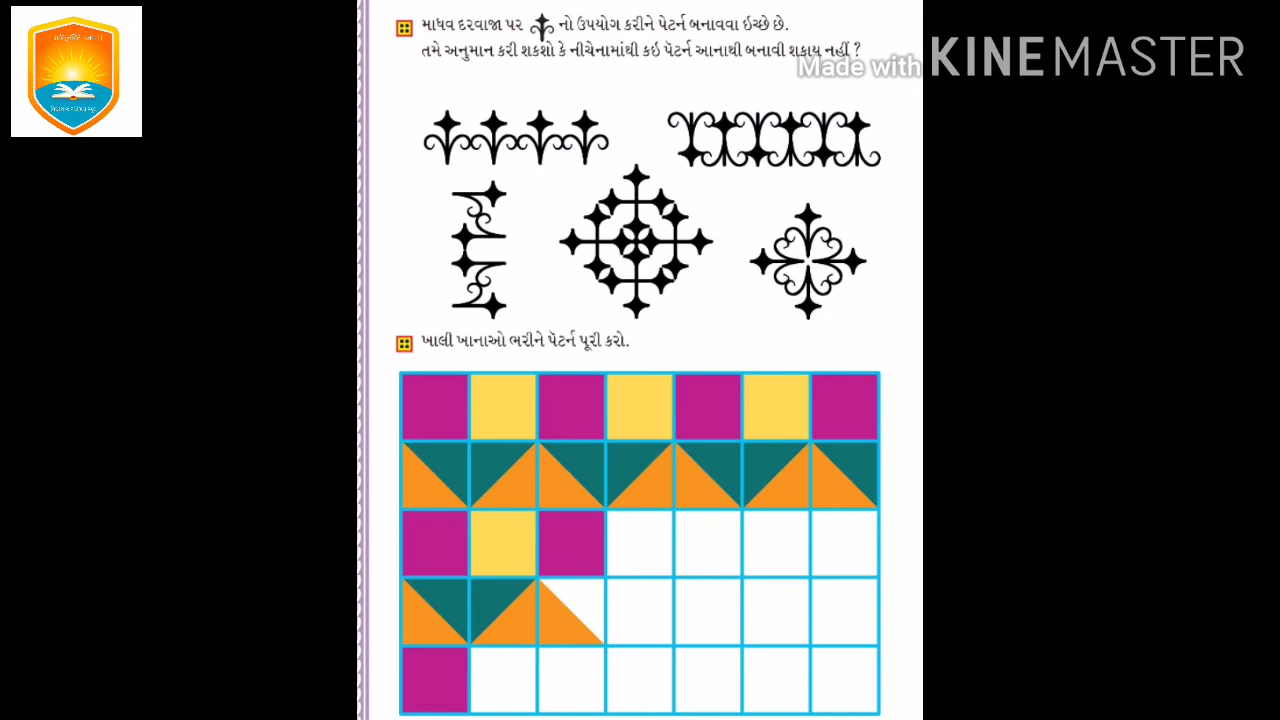 માધવ દરવાજા પર નો ઉપયોગ કરીને પેટર્ન બનાવવા ઇચ્છે છે.
તમે અનુમાન કરી શકશો કે નીચેનામાંથી કઇ પૅટર્ન આનાથી બનાવી શકાય નહીં ?
Made with KINEMASTER
ખાલી ખાનાઓ ભરીને પૅટર્ન પૂરી કરો.